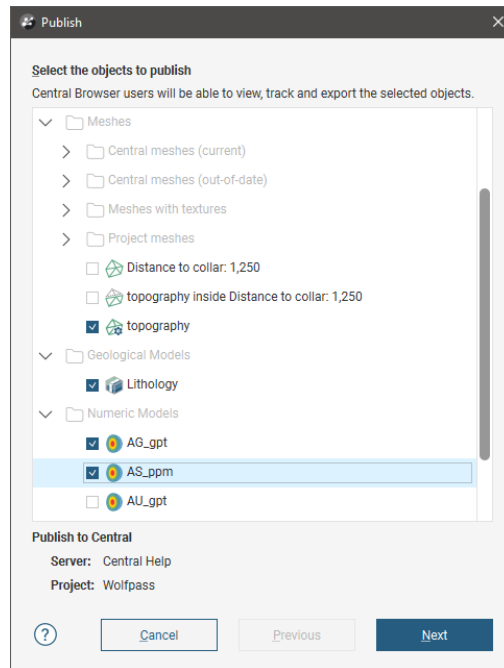 Publish
Select the objects to publish
Central Browser users will be able to view, track and export the selected objects.
Meshes
Central meshes (current)
Central meshes (out-of-date)
Meshes with textures
Project meshes
Distance to collar: 1,250
topography inside Distance to collar: 1,250
topography
Geological Models
Lithology
Numeric Models
AG_gpt
AS_ppm
AU_gpt
Publish to Central
Server: Central Help
Project: Wolfpass
? Cancel Previous Next